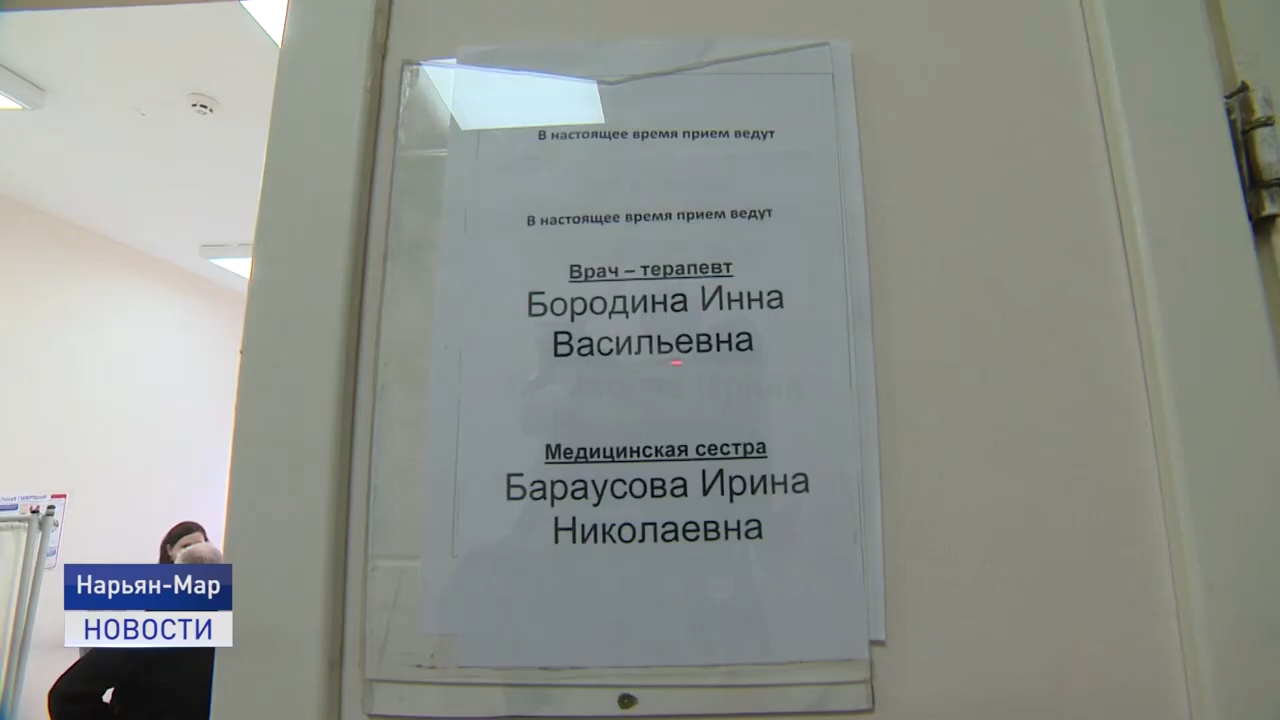 В настоящее время прием ведут
В настоящее время прием ведут
Врач – терапевт
Бородина Инна
Васильевна
Медицинская сестра
Бараусова Ирина
Николаевна
Нарьян-Мар
НОВОСТИ